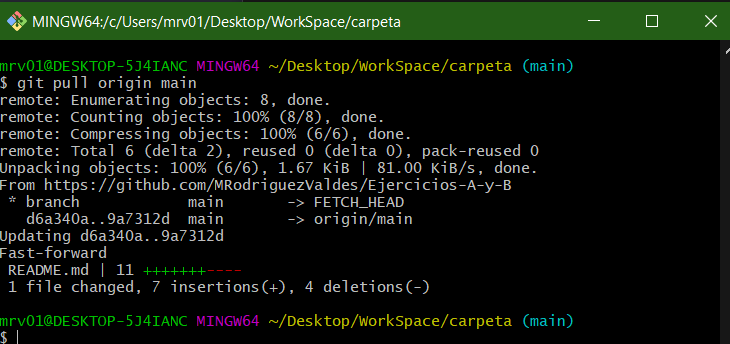 MINGW64:/c/Users/mrv01/Desktop/WorkSpace/carpeta
mrv01@DESKTOP-5J4IANC MINGW64 ~/Desktop/WorkSpace/carpeta (main)
$ git pull origin main
remote: Enumerating objects: 8, done.
remote: Counting objects: 100% (8/8), done.
remote: Compressing objects: 100% (6/6), done.
remote: Total 6 (delta 2), reused 0 (delta 0), pack-reused 0
Unpacking objects: 100% (6/6), 1.67 KiB | 81.00 KiB/s, done.
From https://github.com/MRodriguezValdes/Ejercicios-A-y-B
 * branch            main       -> FETCH_HEAD
   d6a340a..9a7312d  main       -> origin/main
Updating d6a340a..9a7312d
Fast-forward
 README.md | 11 +++++++----
 1 file changed, 7 insertions(+), 4 deletions(-)
mrv01@DESKTOP-5J4IANC MINGW64 ~/Desktop/WorkSpace/carpeta (main)
$